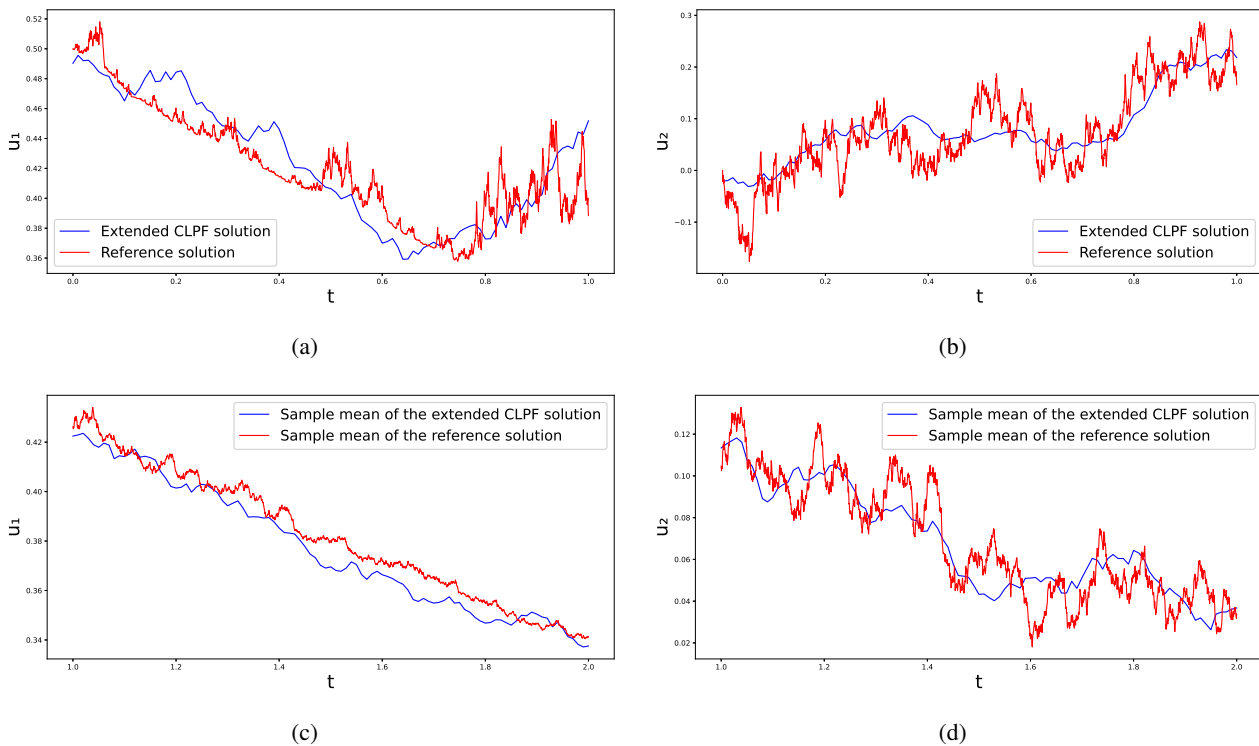 0.52
0.50
0.48
0.46
0.44
0.42
0.40
0.38
0.36
u₁
Extended CLPF solution
Reference solution
0.0 0.2 0.4 0.6 0.8 1.0
t
(a)
0.3
0.2
0.1
0.0
−0.1
u₂
Extended CLPF solution
Reference solution
0.0 0.2 0.4 0.6 0.8 1.0
t
(b)
Sample mean of the extended CLPF solution
Sample mean of the reference solution
0.42
0.40
0.38
0.36
0.34
u₁
1.0 1.2 1.4 1.6 1.8 2.0
t
(c)
Sample mean of the extended CLPF solution
Sample mean of the reference solution
0.12
0.10
0.08
0.06
0.04
0.02
u₂
1.0 1.2 1.4 1.6 1.8 2.0
t
(d)